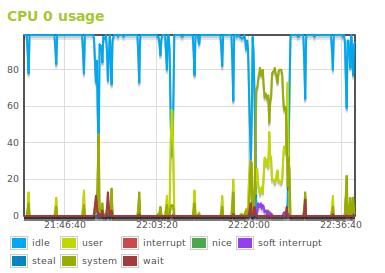 CPU 0 usage
80
60
40
20
0
21:46:40 22:03:20 22:20:00 22:36:40
idle user interrupt nice soft interrupt
steal system wait